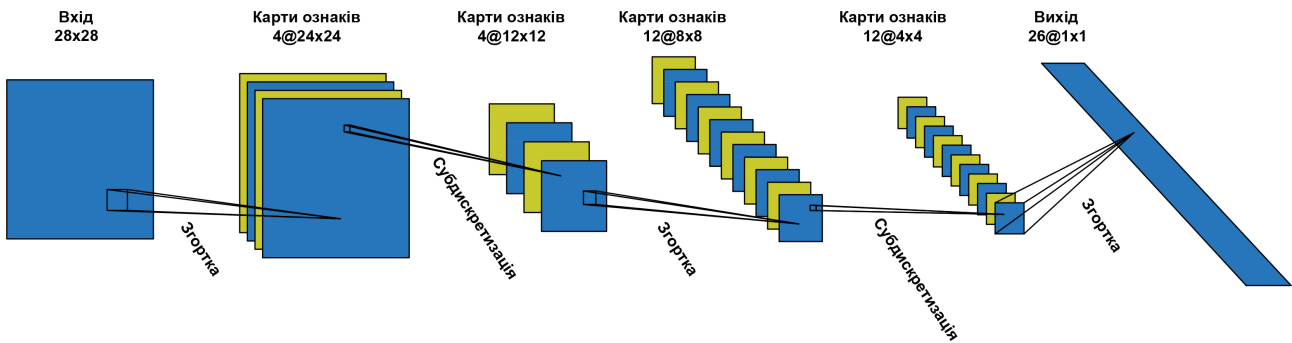 Вхід
28x28
Карти ознаків
4@24x24
Карти ознаків
4@12x12
Карти ознаків
12@8x8
Карти ознаків
12@4x4
Вихід
26@1x1
Згортка
Субдискретизація
Згортка
Субдискретизація
Згортка